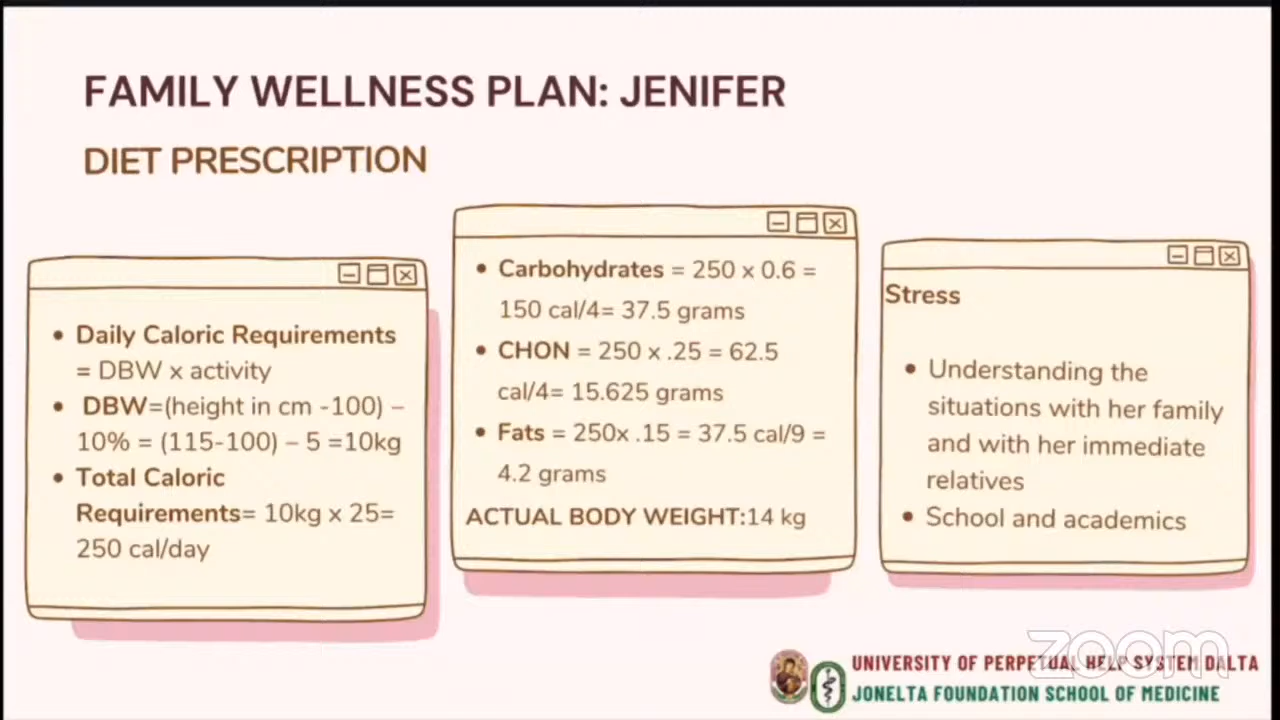 FAMILY WELLNESS PLAN: JENIFER
DIET PRESCRIPTION
• Daily Caloric Requirements
= DBW x activity
• DBW=(height in cm -100) –
10% = (115-100) – 5 =10kg
• Total Caloric
Requirements= 10kg x 25=
250 cal/day
• Carbohydrates = 250 x 0.6 =
150 cal/4= 37.5 grams
• CHON = 250 x .25 = 62.5
cal/4= 15.625 grams
• Fats = 250x .15 = 37.5 cal/9 =
4.2 grams
ACTUAL BODY WEIGHT:14 kg
Stress
• Understanding the
situations with her family
and with her immediate
relatives
• School and academics
zoom
UNIVERSITY OF PERPETUAL HELP SYSTEM DALTA
JONELTA FOUNDATION SCHOOL OF MEDICINE